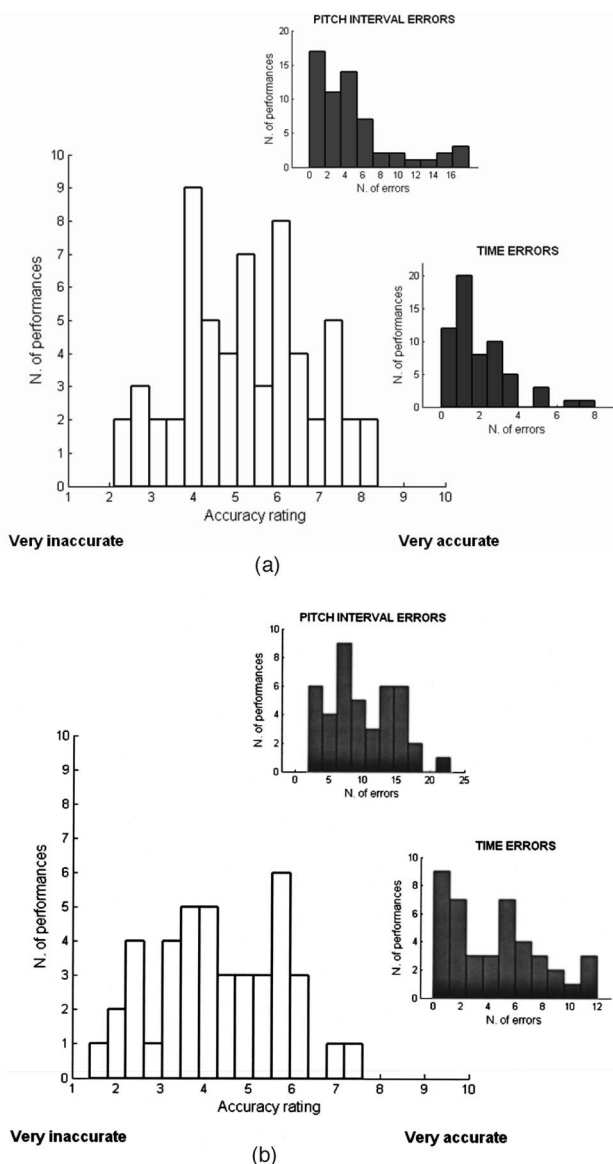 PITCH INTERVAL ERRORS
N. of performances
20
15
10
5
0
0 2 4 6 8 10 12 14 16
N. of errors
N. of performances
10
9
8
7
6
5
4
3
2
1
0
TIME ERRORS
N. of performances
20
15
10
5
0
0 2 4 6 8
N. of errors
1 2 3 4 5 6 7 8 9 10
Accuracy rating
Very inaccurate Very accurate
(a)
PITCH INTERVAL ERRORS
N. of performances
10
8
6
4
2
0
0 5 10 15 20 25
N. of errors
N. of performances
10
9
8
7
6
5
4
3
2
1
0
TIME ERRORS
N. of performances
10
8
6
4
2
0
0 2 4 6 8 10 12
N. of errors
1 2 3 4 5 6 7 8 9 10
Accuracy rating
Very inaccurate Very accurate
(b)